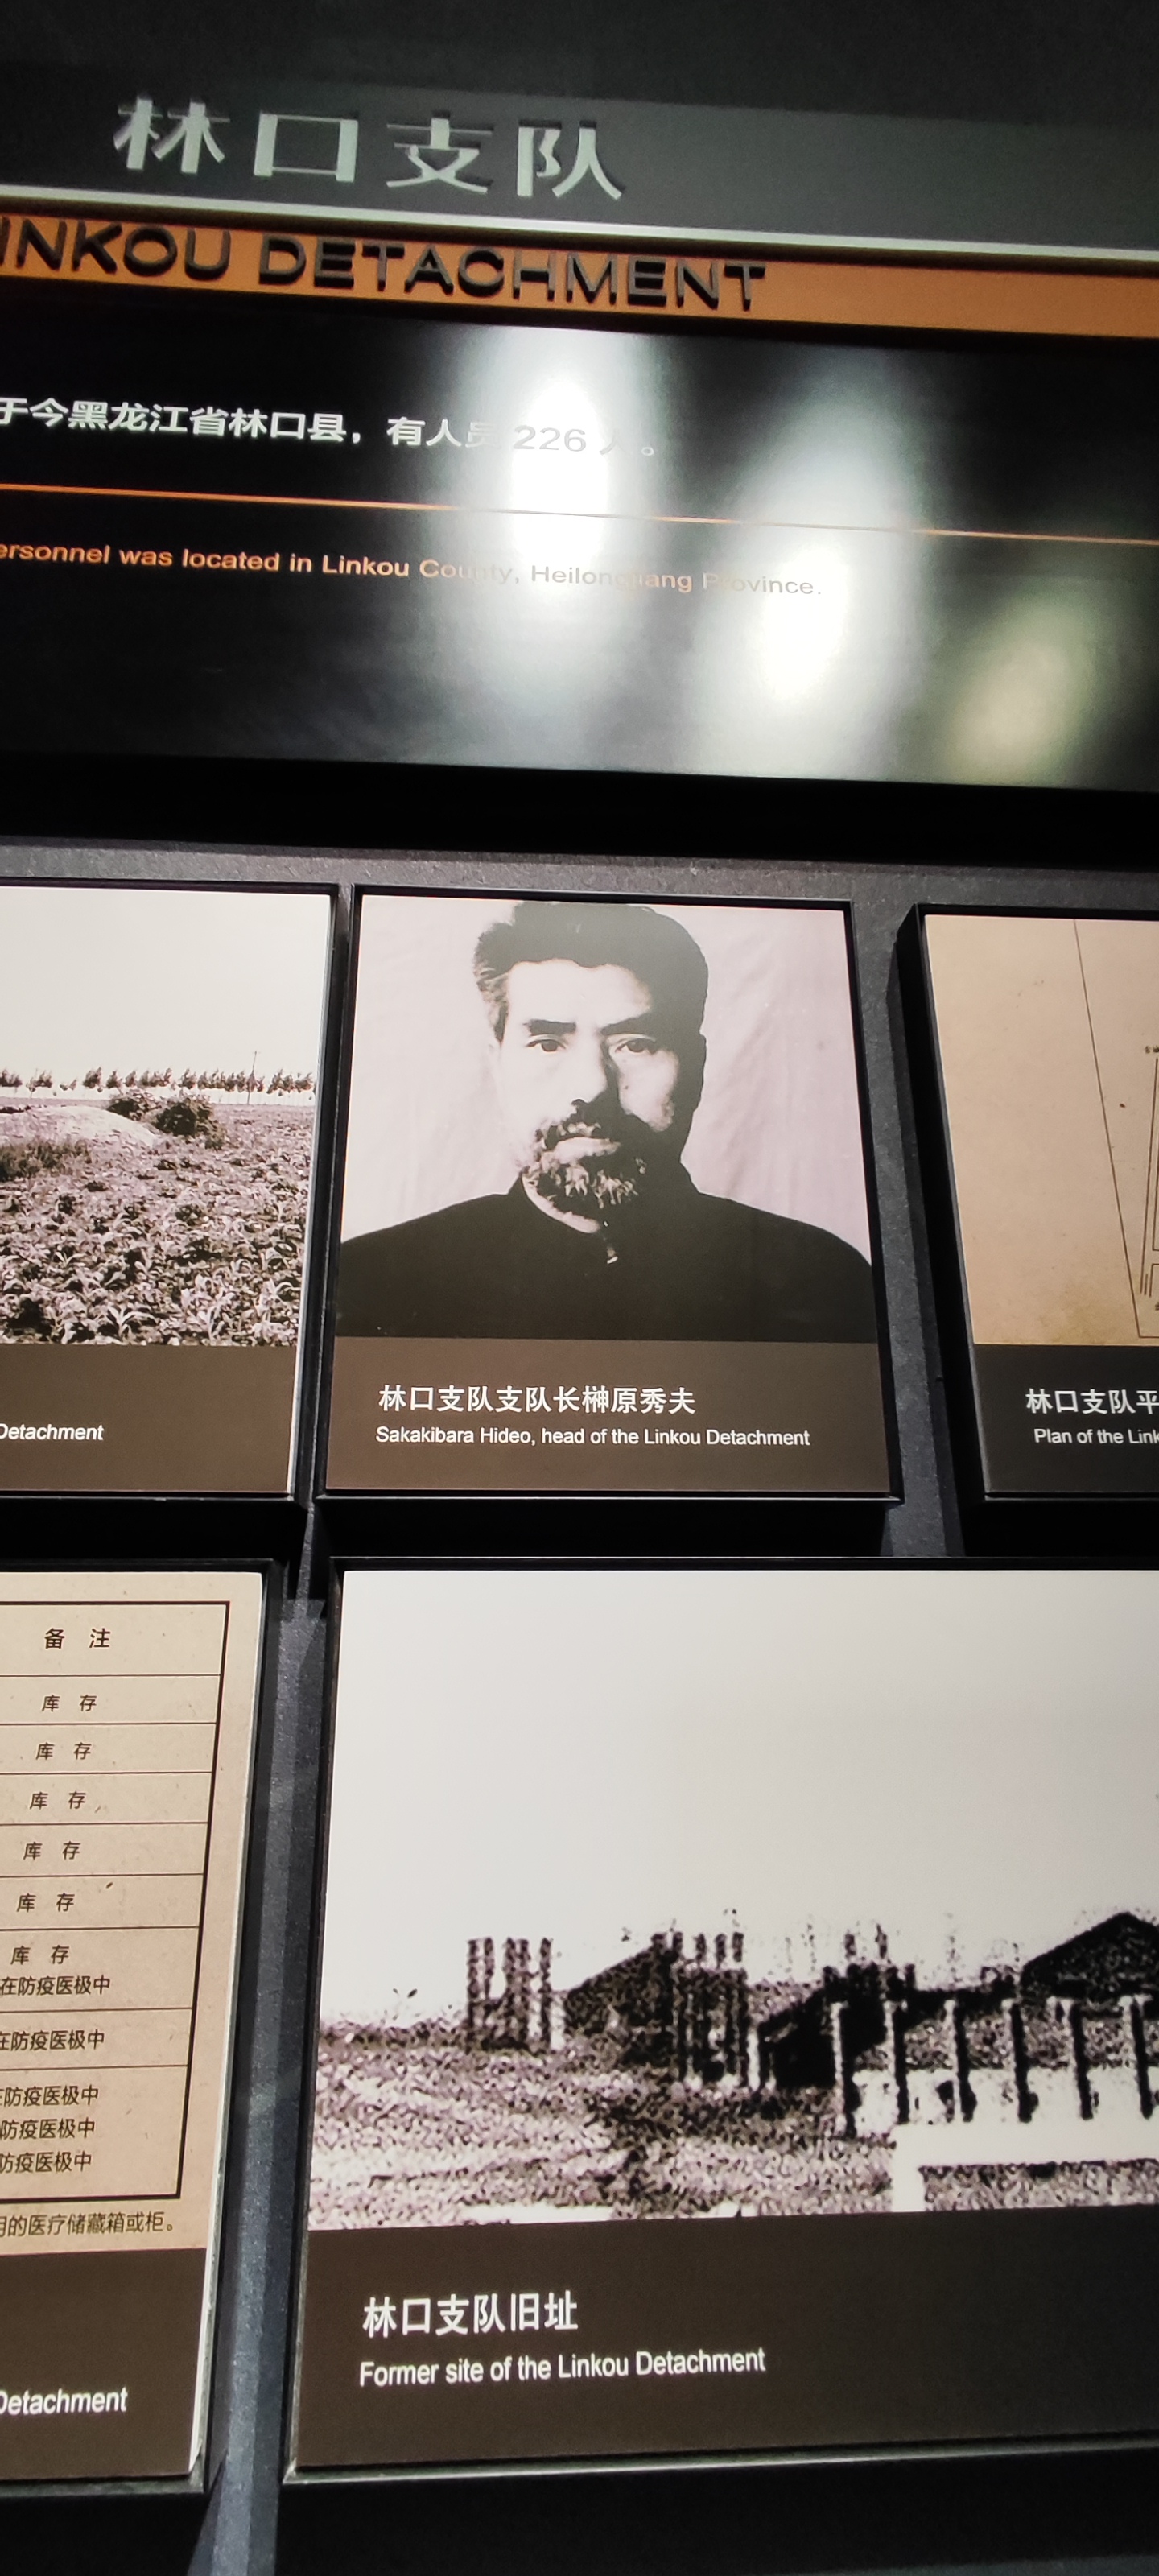 林口支队
INKOU DETACHMENT
于今黑龙江省林口县，有人员 226 人。
ersonnel was located in Linkou County, Heilongjiang Province.
Detachment
林口支队支队长榊原秀夫
Sakakibara Hideo, head of the Linkou Detachment
林口支队平
Plan of the Link
备 注
库 存
库 存
库 存
库 存
库 存
库 存
在防疫医极中
在防疫医极中
防疫医极中
防疫医极中
防疫医极中
的医疗储藏箱或柜。
Detachment
林口支队旧址
Former site of the Linkou Detachment